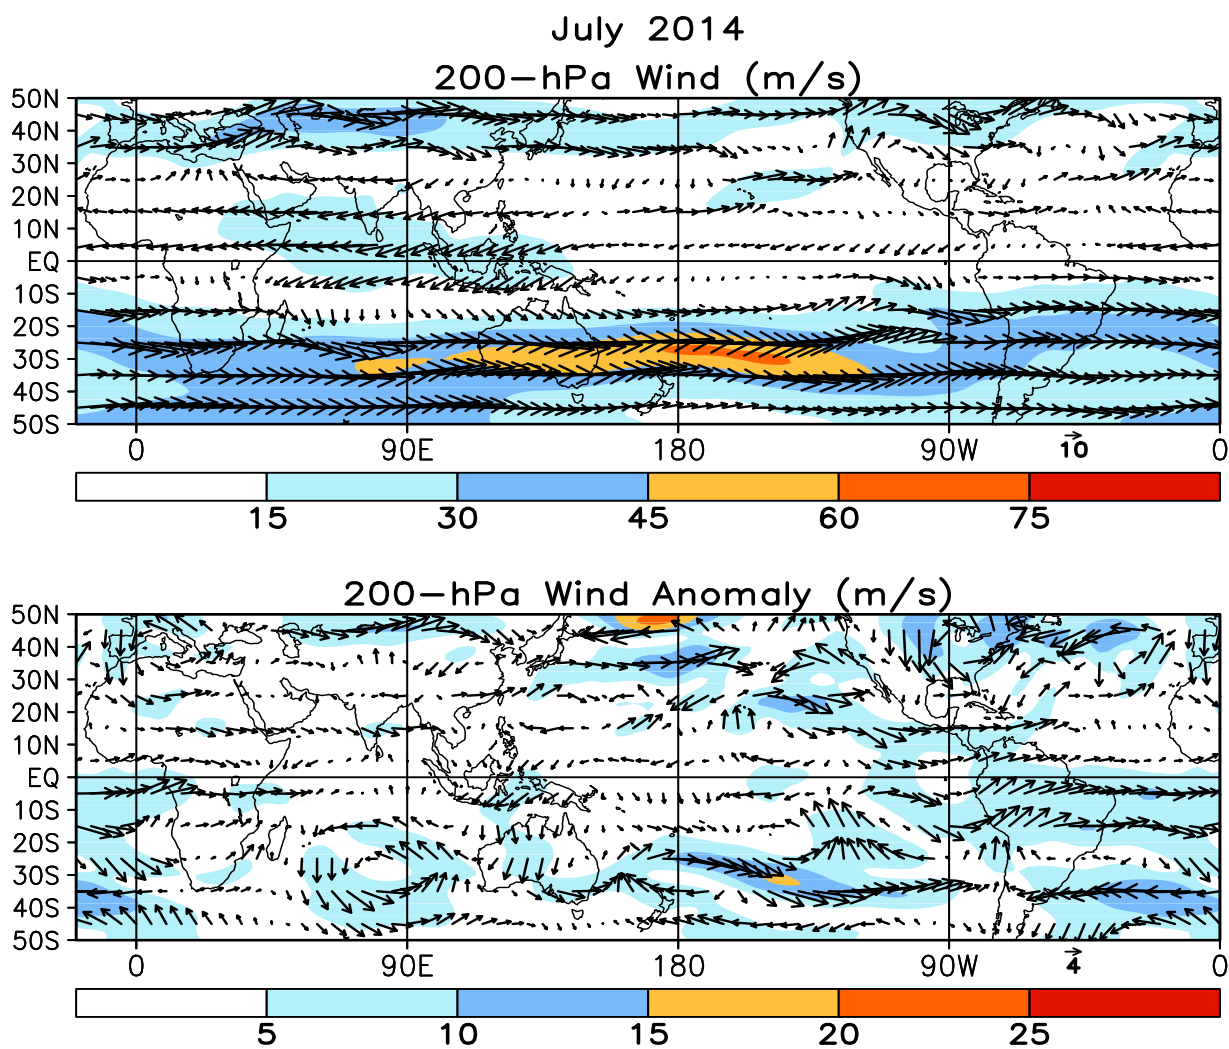 July 2014
200-hPa Wind (m/s)
50N
40N
30N
20N
10N
EQ
10S
20S
30S
40S
50S
0 90E 180 90W 0
10
15 30 45 60 75
200-hPa Wind Anomaly (m/s)
50N
40N
30N
20N
10N
EQ
10S
20S
30S
40S
50S
0 90E 180 90W 0
4
5 10 15 20 25